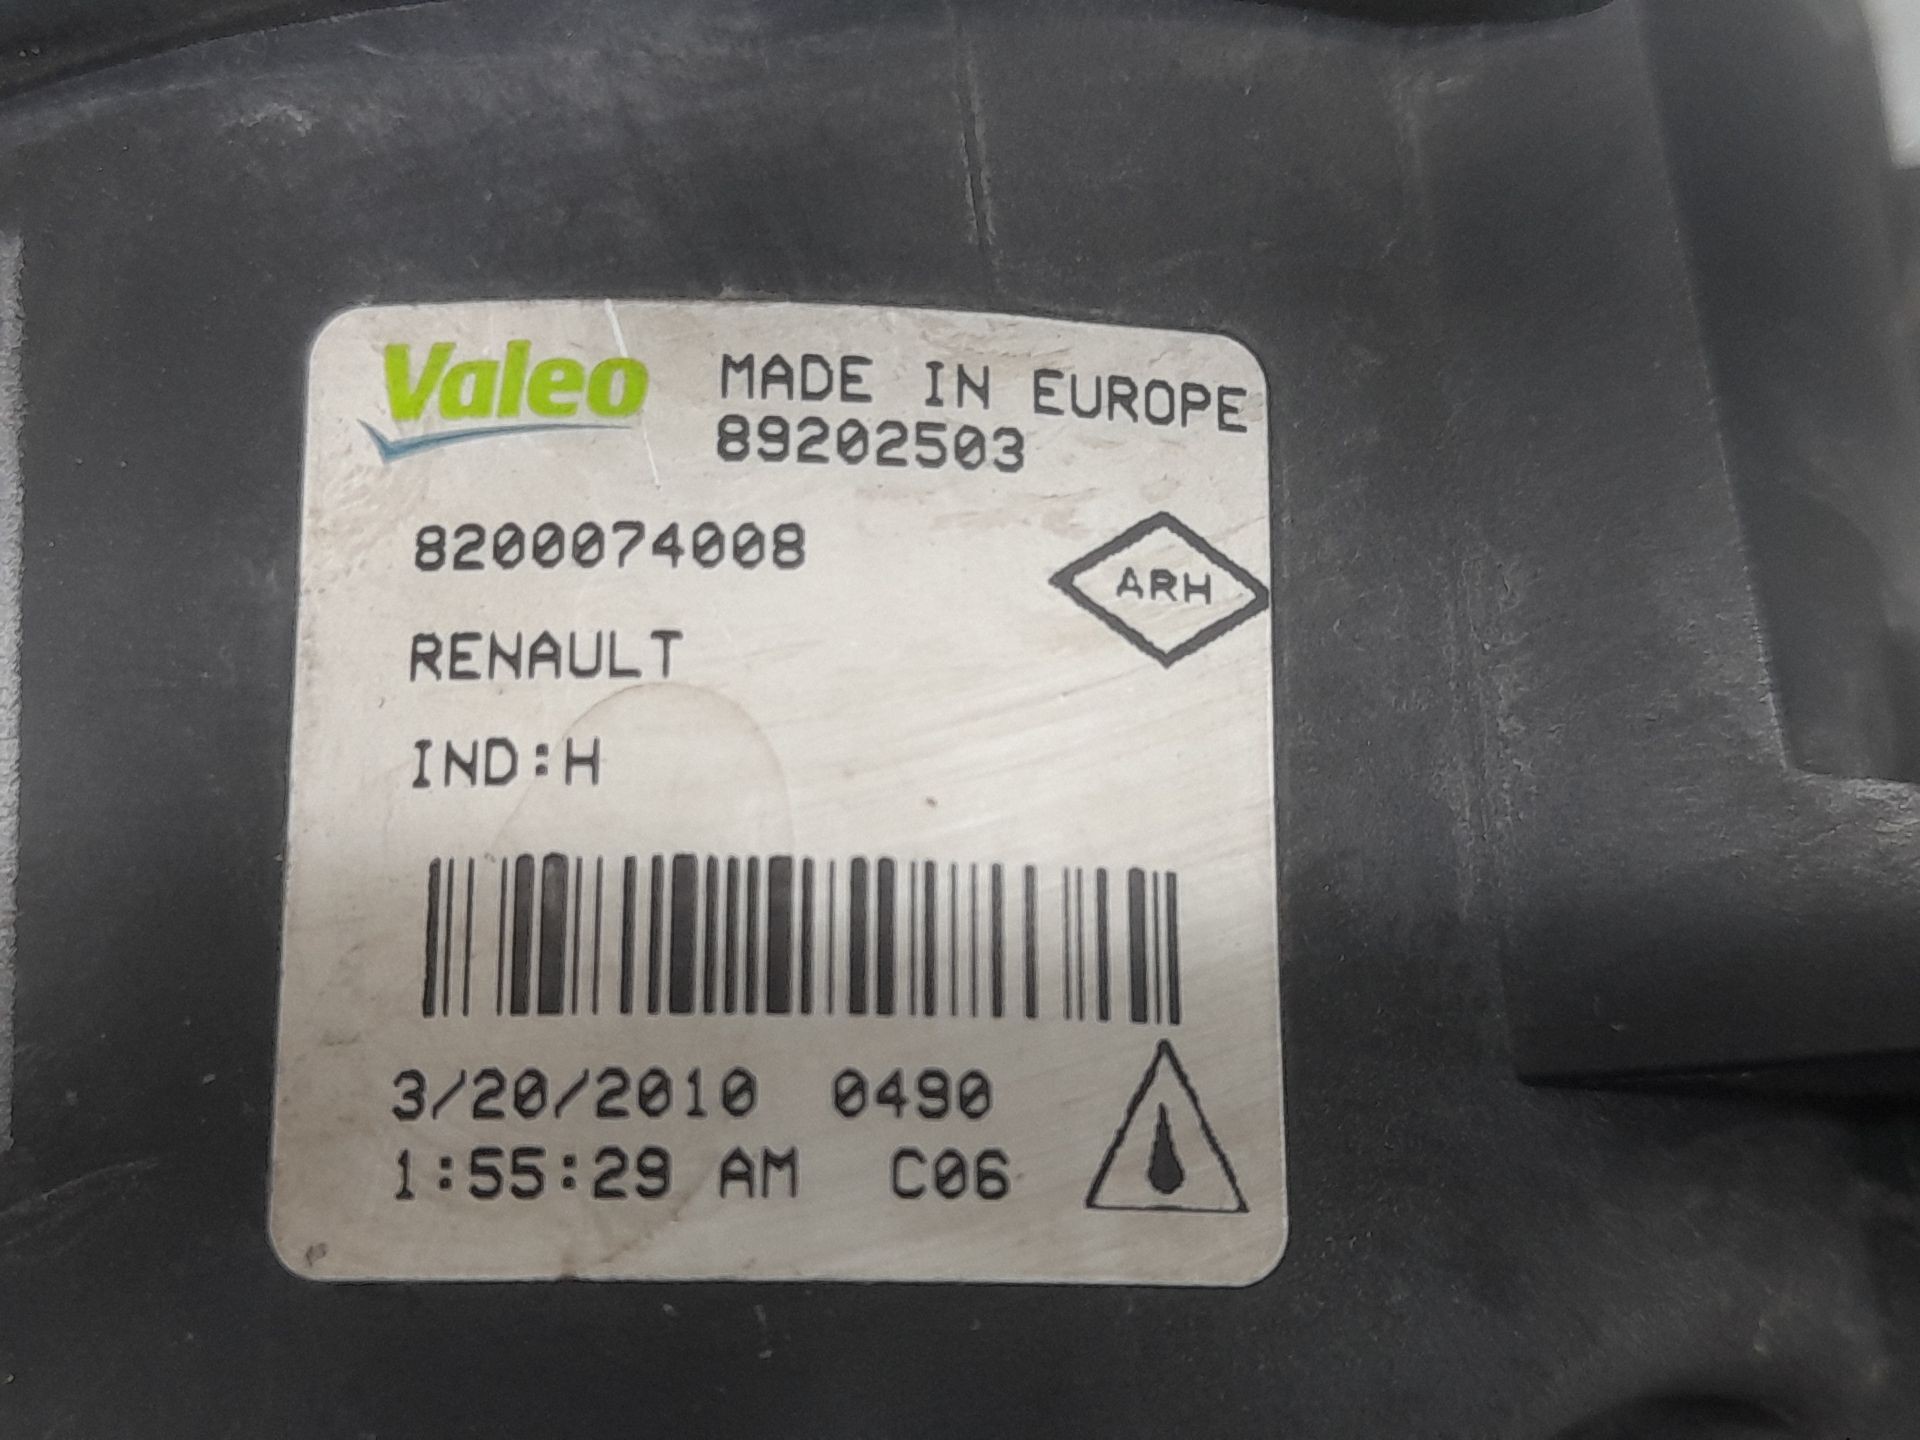 Valeo MADE IN EUROPE
89202503
8200074008
ARH
RENAULT
IND:H
3/20/2010 0490
1:55:29 AM C06